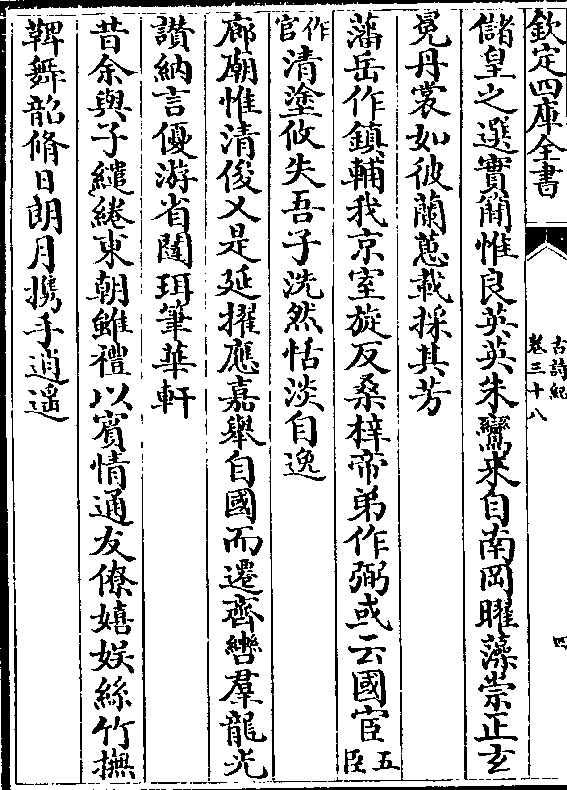 欽定四庫全書
古詩紀
卷三十八
四
儲皇之選實簡惟良英英朱鸞來自南岡曜藻崇正玄
冕丹裳如彼蘭蕙載採其芳
藩岳作鎮輔我京室旋反桑梓帝弟作弼或云國宦五臣
作官清塗攸失吾子洗然恬淡自逸
廊廟惟清俊乂是延擢應嘉舉自國而遷齊轡羣龍光
讚納言優游省闥珥筆華軒
昔余與子繾綣東朝雖禮以賓情通友僚嬉娱絲竹撫
鞞舞韶脩日朗月携手逍遥